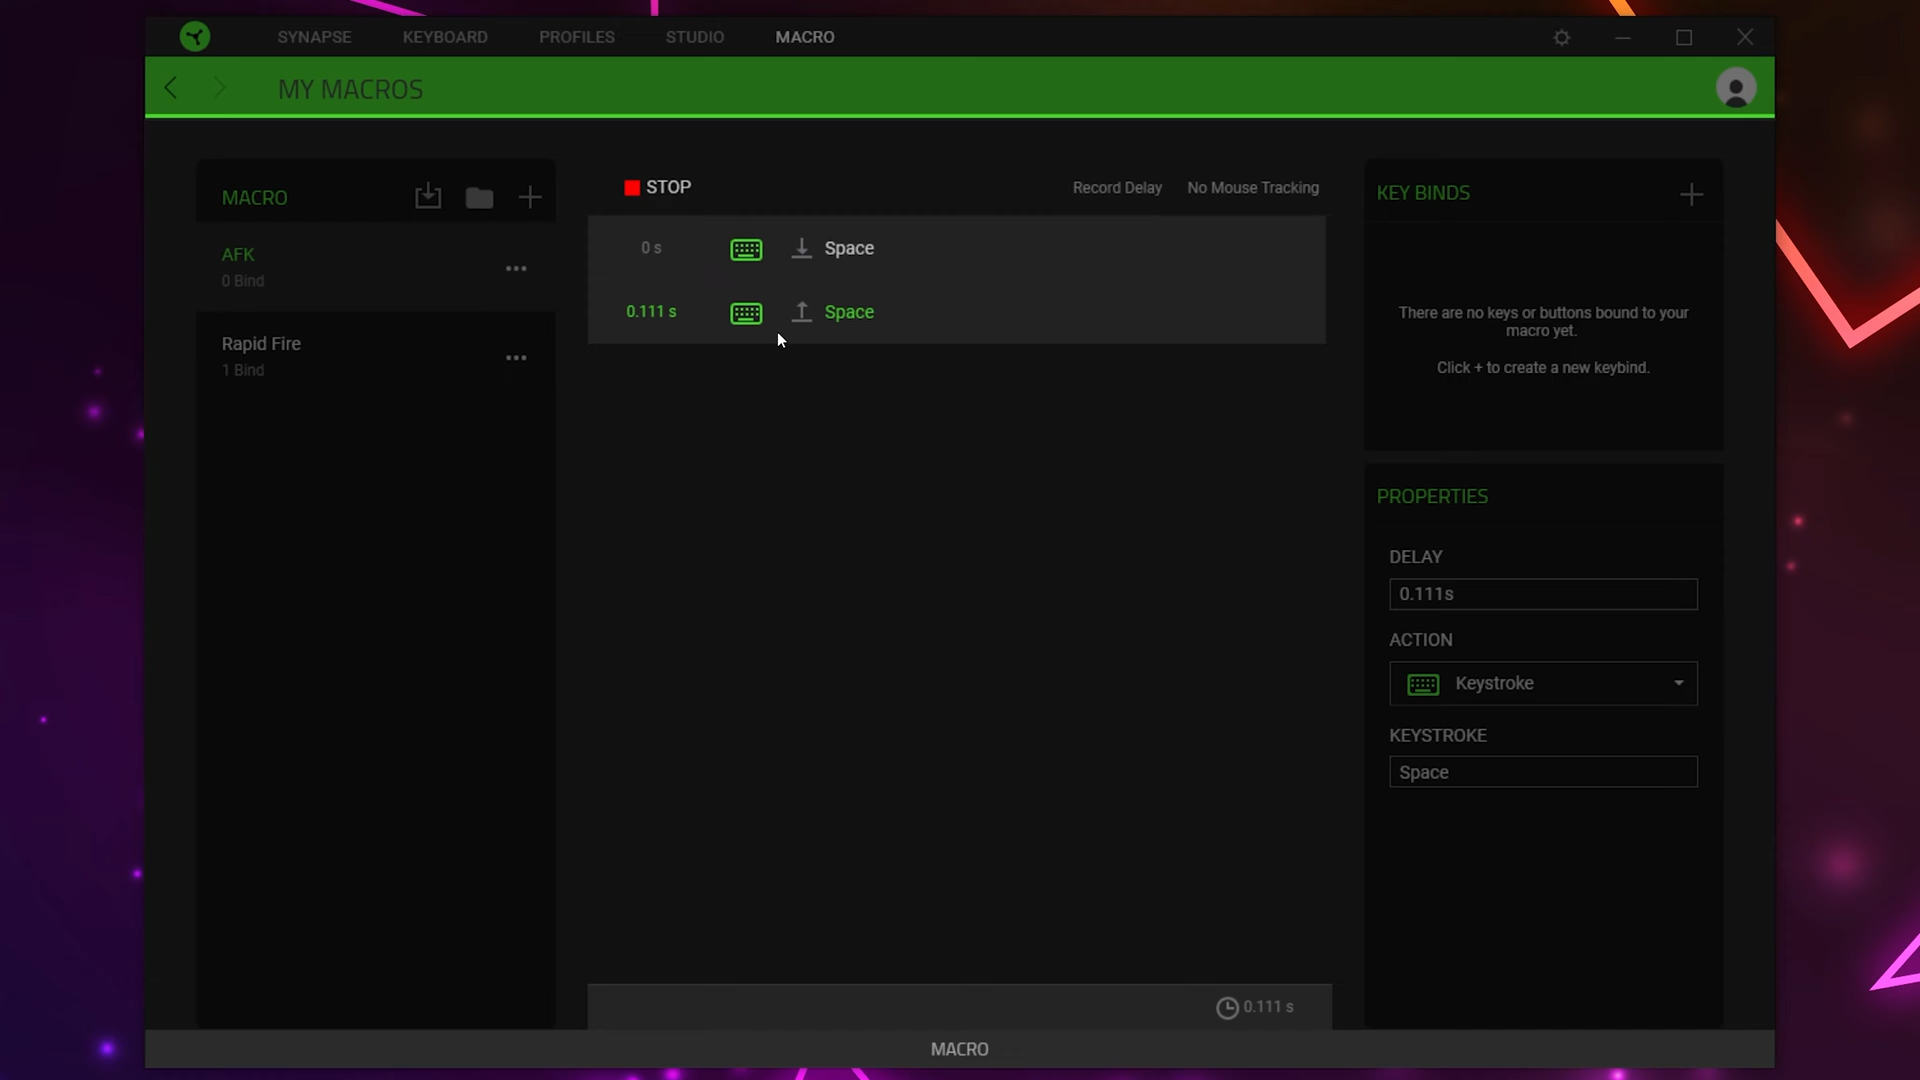 SYNAPSE KEYBOARD PROFILES STUDIO MACRO
MY MACROS
MACRO
AFK
0 Bind
Rapid Fire
1 Bind
STOP Record Delay No Mouse Tracking
0 s Space
0.111 s Space
0.111 s
KEY BINDS
There are no keys or buttons bound to your
macro yet.
Click + to create a new keybind.
PROPERTIES
DELAY
0.111s
ACTION
Keystroke
KEYSTROKE
Space
MACRO